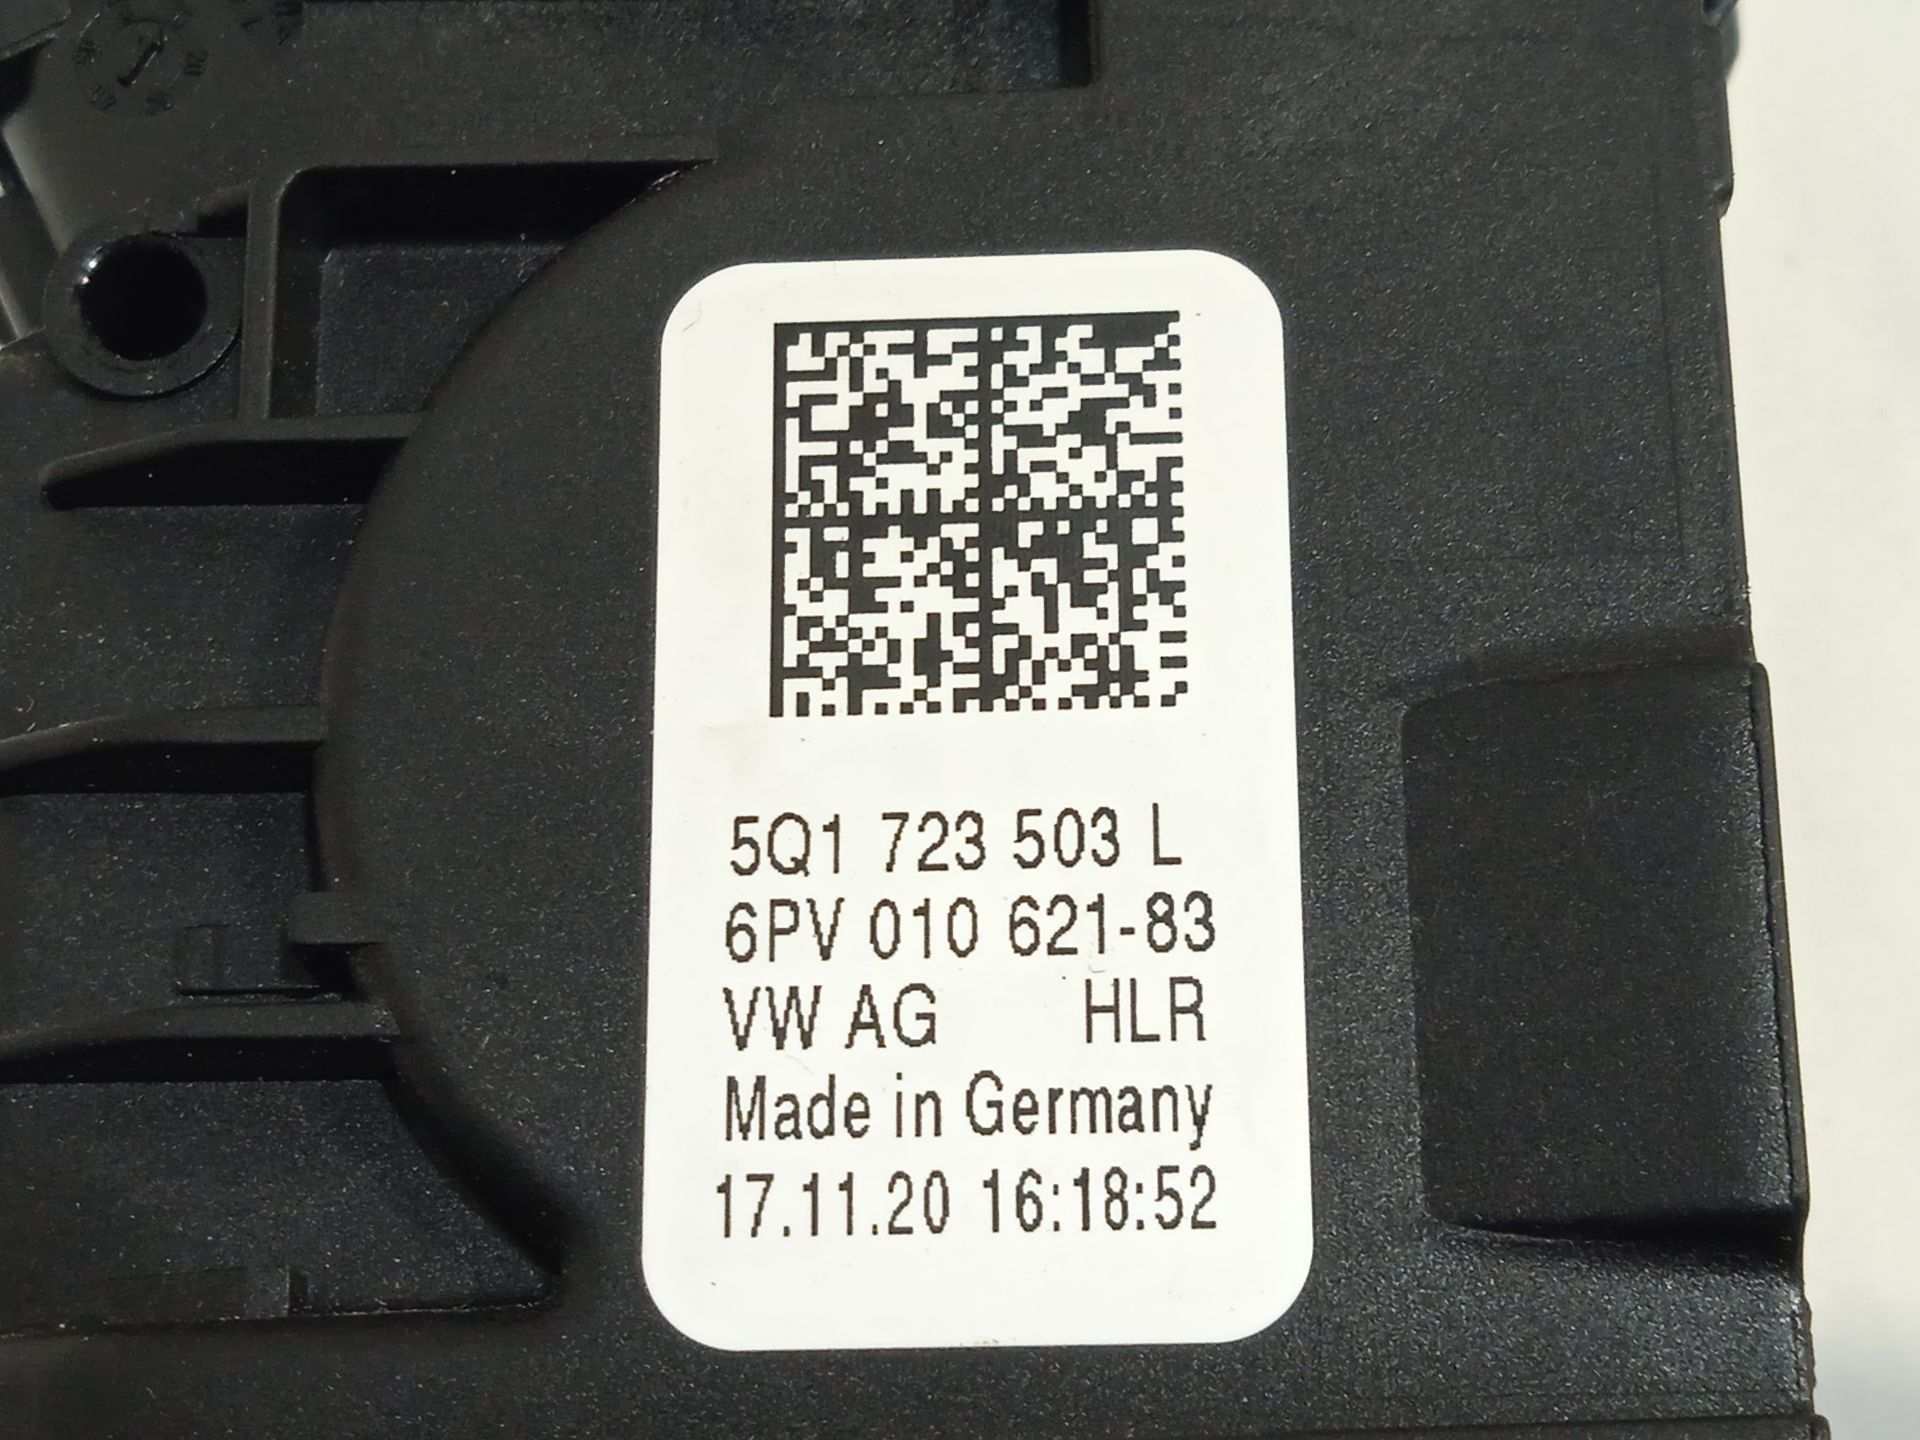 5Q1 723 503 L
6PV 010 621-83
VW AG HLR
Made in Germany
17.11.20 16:18:52